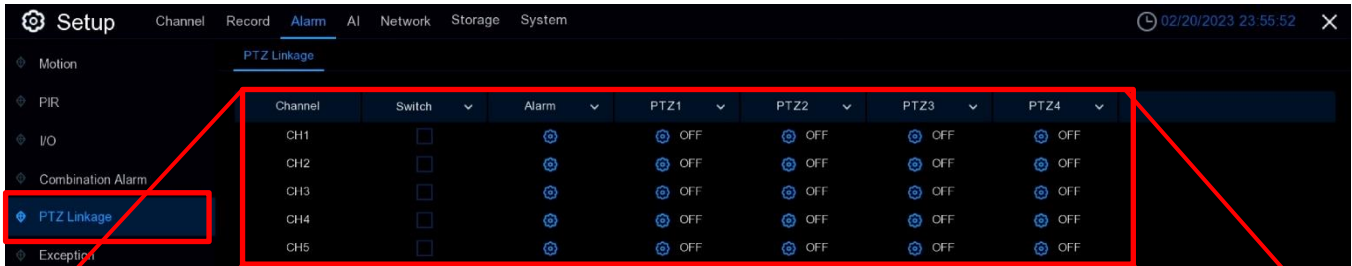 Setup Channel Record Alarm AI Network Storage System 02/20/2023 23:55:52
Motion
PTZ Linkage
PIR
I/O
Combination Alarm
PTZ Linkage
Exception
Channel Switch Alarm PTZ1 PTZ2 PTZ3 PTZ4
CH1 OFF OFF OFF OFF
CH2 OFF OFF OFF OFF
CH3 OFF OFF OFF OFF
CH4 OFF OFF OFF OFF
CH5 OFF OFF OFF OFF